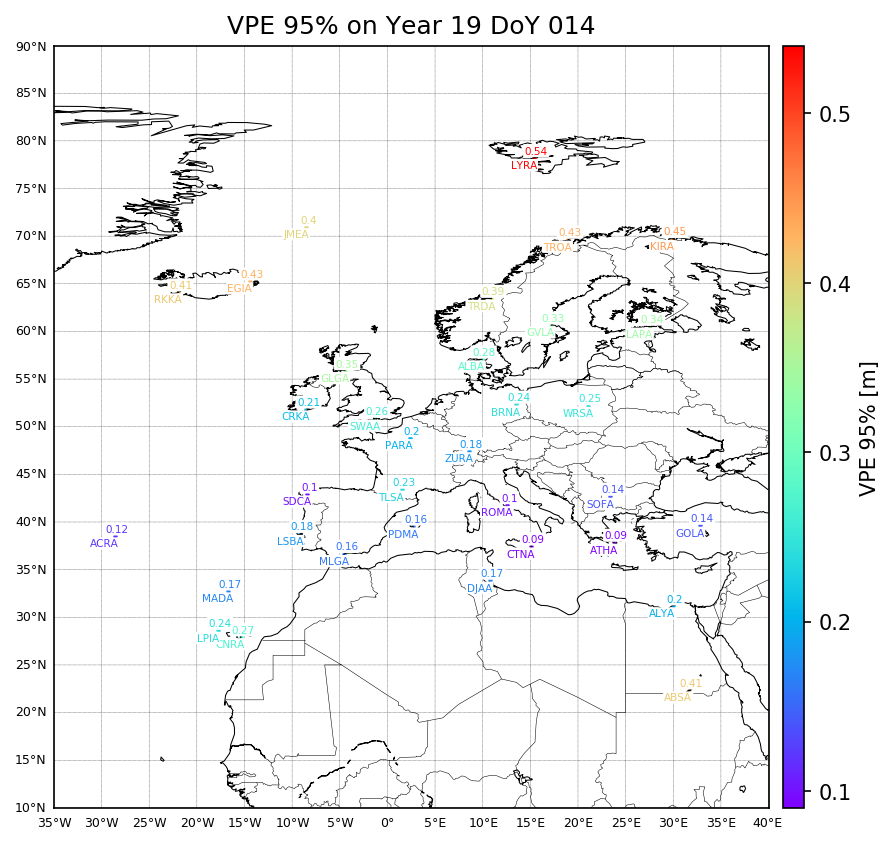 VPE 95% on Year 19 DoY 014
90°N
85°N
80°N
75°N
70°N
65°N
60°N
55°N
50°N
45°N
40°N
35°N
30°N
25°N
20°N
15°N
10°N
35°W 30°W 25°W 20°W 15°W 10°W 5°W 0° 5°E 10°E 15°E 20°E 25°E 30°E 35°E 40°E
0.54
LYRA
0.4
JMEA
0.43
TROA
0.45
KIRA
0.41
RKKA
0.43
EGIA
0.39
TRDA
0.33
GVLA
0.34
LAPA
0.28
ALBA
0.35
GLGA
0.21
CRKA
0.26
SWAA
0.24
BRNA
0.25
WRSA
0.2
PARA
0.18
ZURA
0.23
TLSA
0.1
SDCA
0.1
ROMA
0.14
SOFA
0.12
ACRA
0.18
LSBA
0.16
PDMA
0.16
MLGA
0.09
CTNA
0.09
ATHA
0.14
GOLA
0.17
MADA
0.17
DJAA
0.2
ALYA
0.24
LPIA
0.27
CNRA
0.41
ABSA
0.5
0.4
0.3
0.2
0.1
VPE 95% [m]